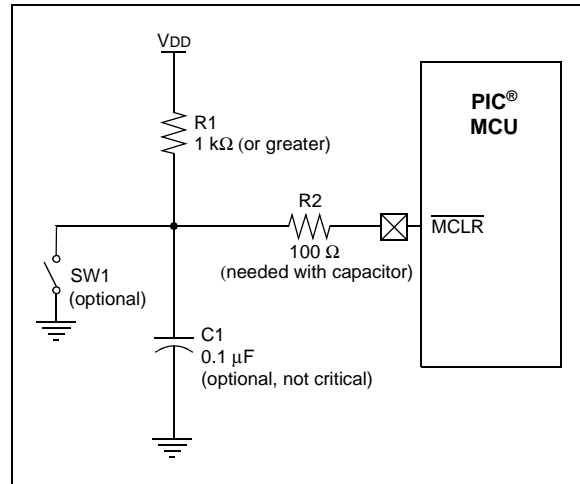 VDD
PIC®
MCU
R1
1 kΩ (or greater)
R2
MCLR
100 Ω
(needed with capacitor)
SW1
(optional)
C1
0.1 μF
(optional, not critical)